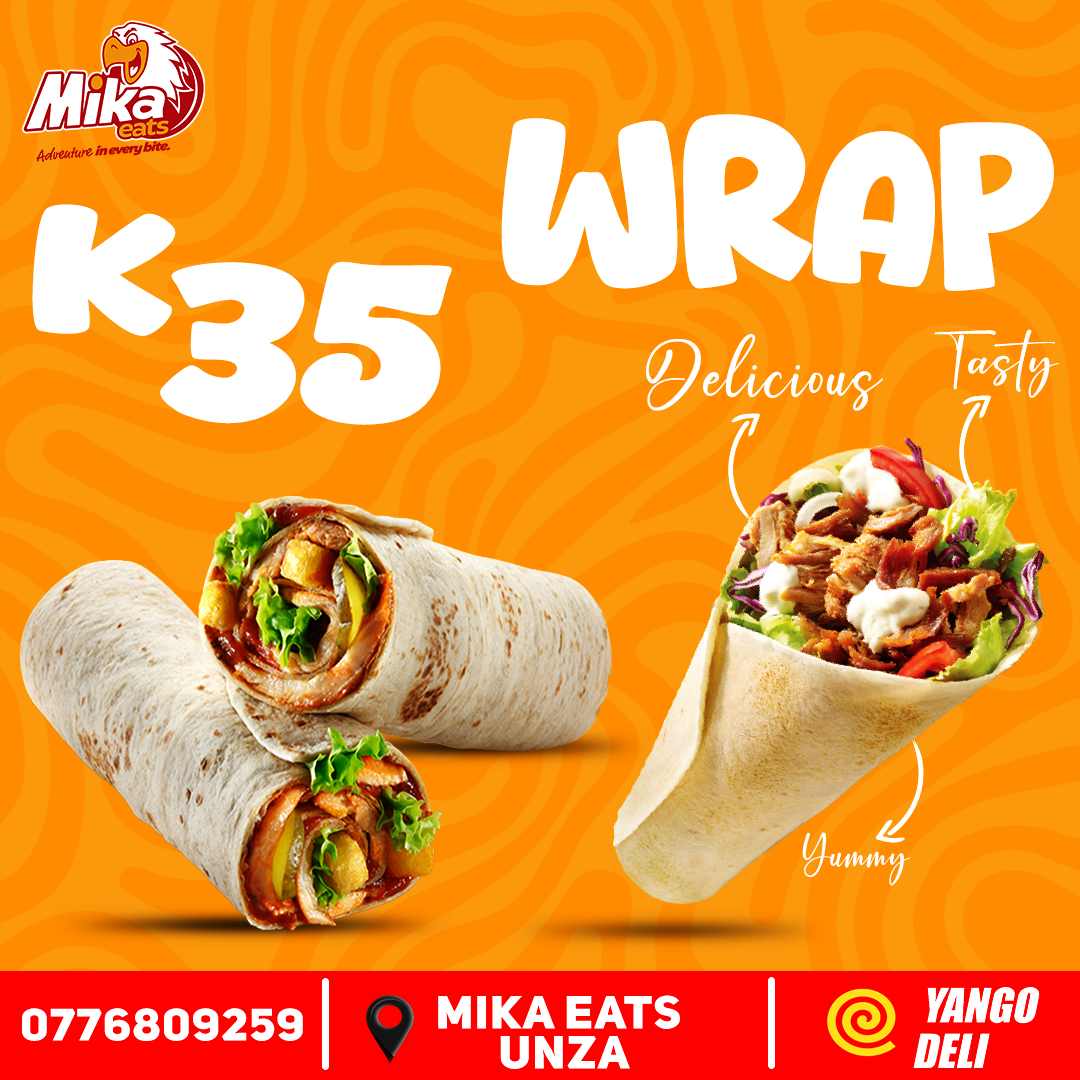 Mika
eats
Adventure in every bite.
WRAP
K35
Delicious
Tasty
Yummy
0776809259
MIKA EATS
UNZA
YANGO
DELI